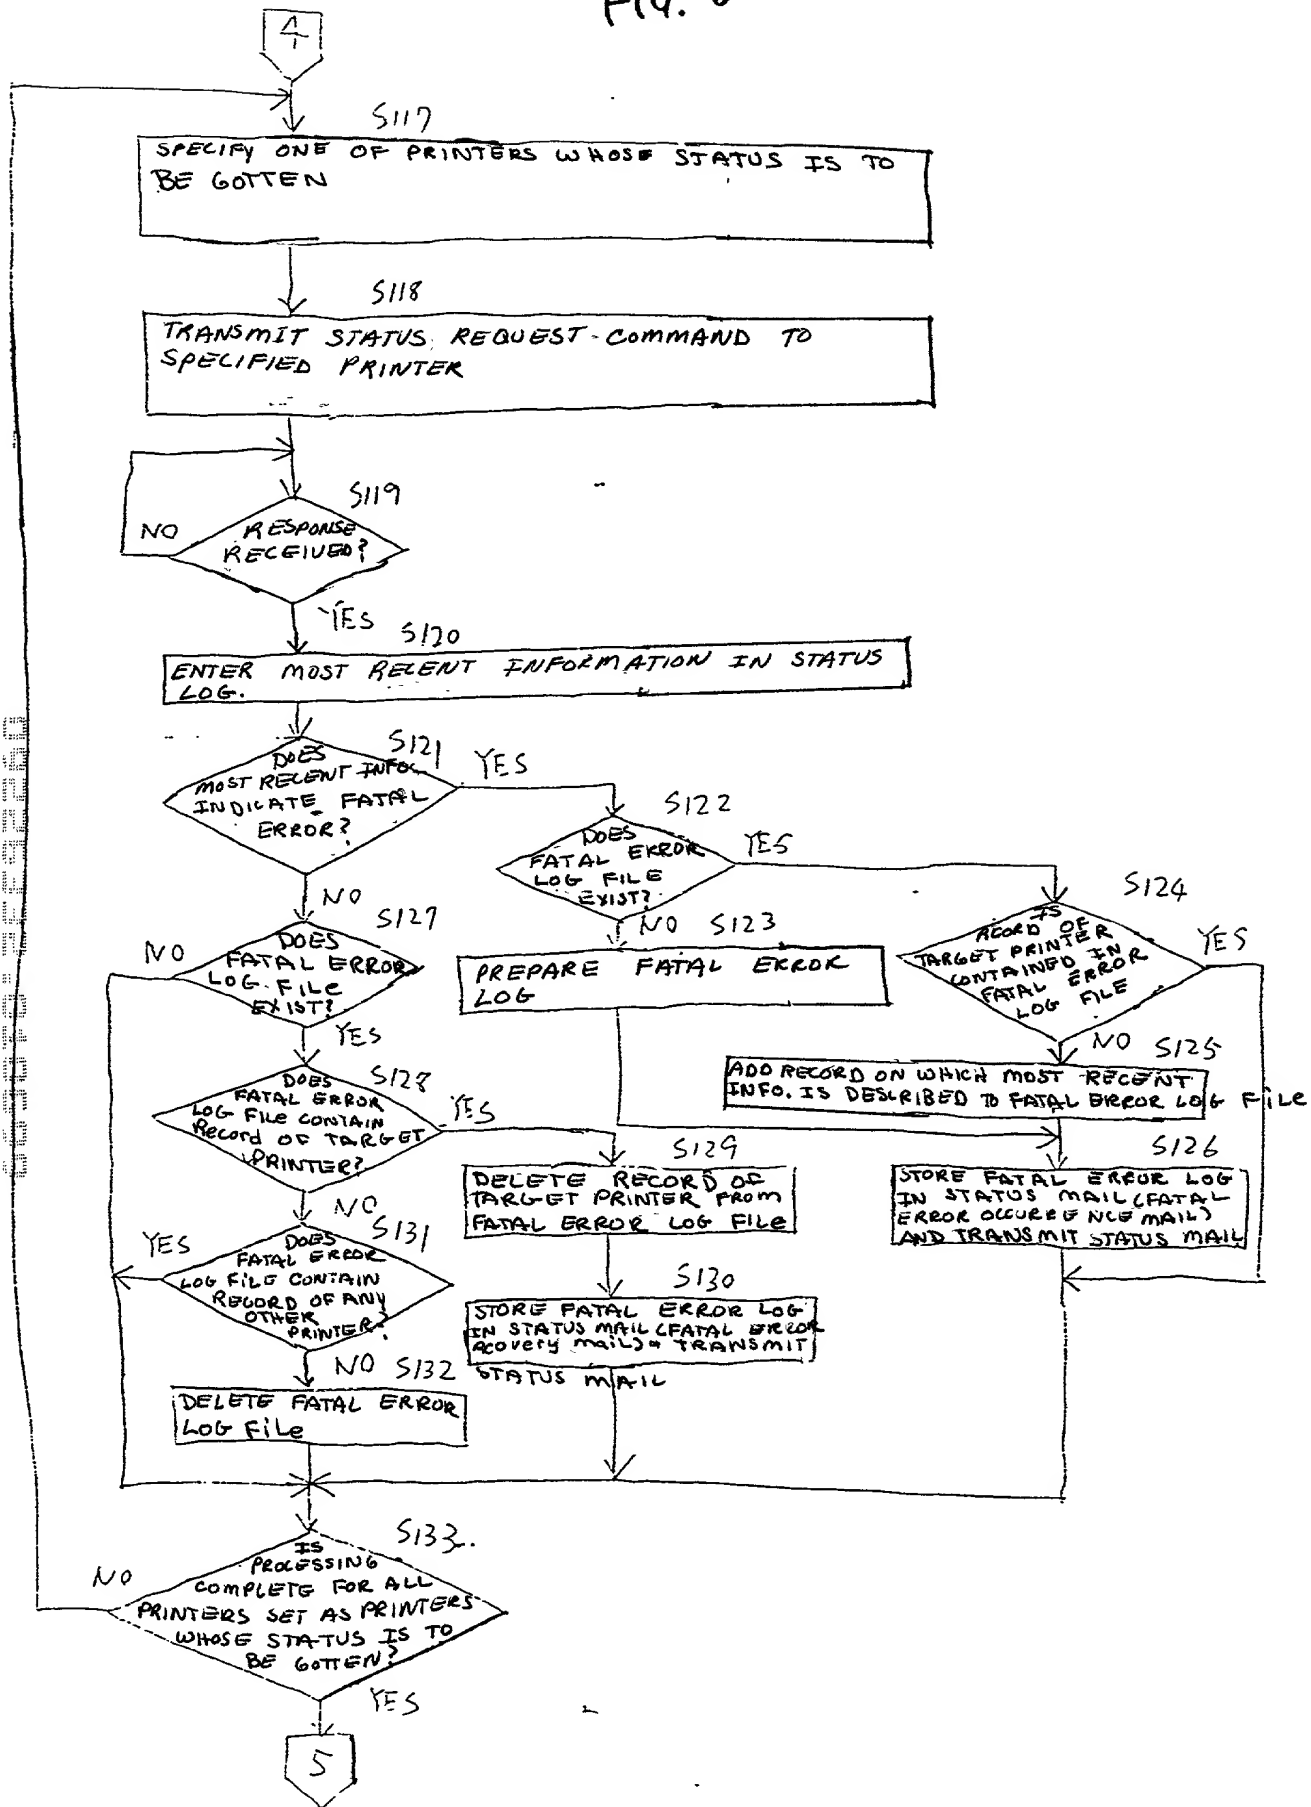 FIG.
4
S117
SPECIFY ONE OF PRINTERS WHOSE STATUS IS TO
BE GOTTEN
S118
TRANSMIT STATUS REQUEST COMMAND TO
SPECIFIED PRINTER
S119
NO
RESPONSE
RECEIVED?
YES
S120
ENTER MOST RECENT INFORMATION IN STATUS
LOG.
S121
DOES
MOST RECENT INFO.
INDICATE FATAL
ERROR?
YES
NO
S122
DOES
FATAL ERROR
LOG FILE
EXIST?
YES
NO
S123
PREPARE FATAL ERROR
LOG
S124
IS
RECORD OF
TARGET PRINTER
CONTAINED IN
FATAL ERROR
LOG FILE
YES
NO
S125
ADD RECORD ON WHICH MOST RECENT
INFO. IS DESCRIBED TO FATAL ERROR LOG FiLe
S126
STORE FATAL ERROR LOG
IN STATUS MAIL (FATAL
ERROR OCCURRENCE MAIL)
AND TRANSMIT STATUS MAIL
S127
NO
DOES
FATAL ERROR
LOG FiLe
EXIST?
YES
S128
DOES
FATAL ERROR
LOG FILE CONTAIN
Record OF TARGET
PRINTER?
YES
NO
S129
DELETE RECORD OF
TARGET PRINTER FROM
FATAL ERROR LOG FiLe
S130
STORE FATAL ERROR LOG
IN STATUS MAIL (FATAL ERROR
recovery mail) & TRANSMIT
STATUS MAIL
S131
YES
DOES
FATAL ERROR
LOG FILE CONTAIN
RECORD OF ANY
OTHER
PRINTER?
NO
S132
DELETE FATAL ERROR
LOG FiLe
S133.
NO
IS
PROCESSING
COMPLETE FOR ALL
PRINTERS SET AS PRINTERS
WHOSE STATUS IS TO
BE GOTTEN?
YES
5